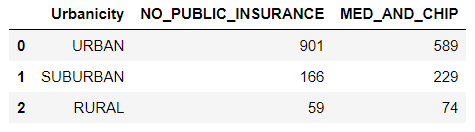 Urbanicity NO_PUBLIC_INSURANCE MED_AND_CHIP
0 URBAN 901 589
1 SUBURBAN 166 229
2 RURAL 59 74